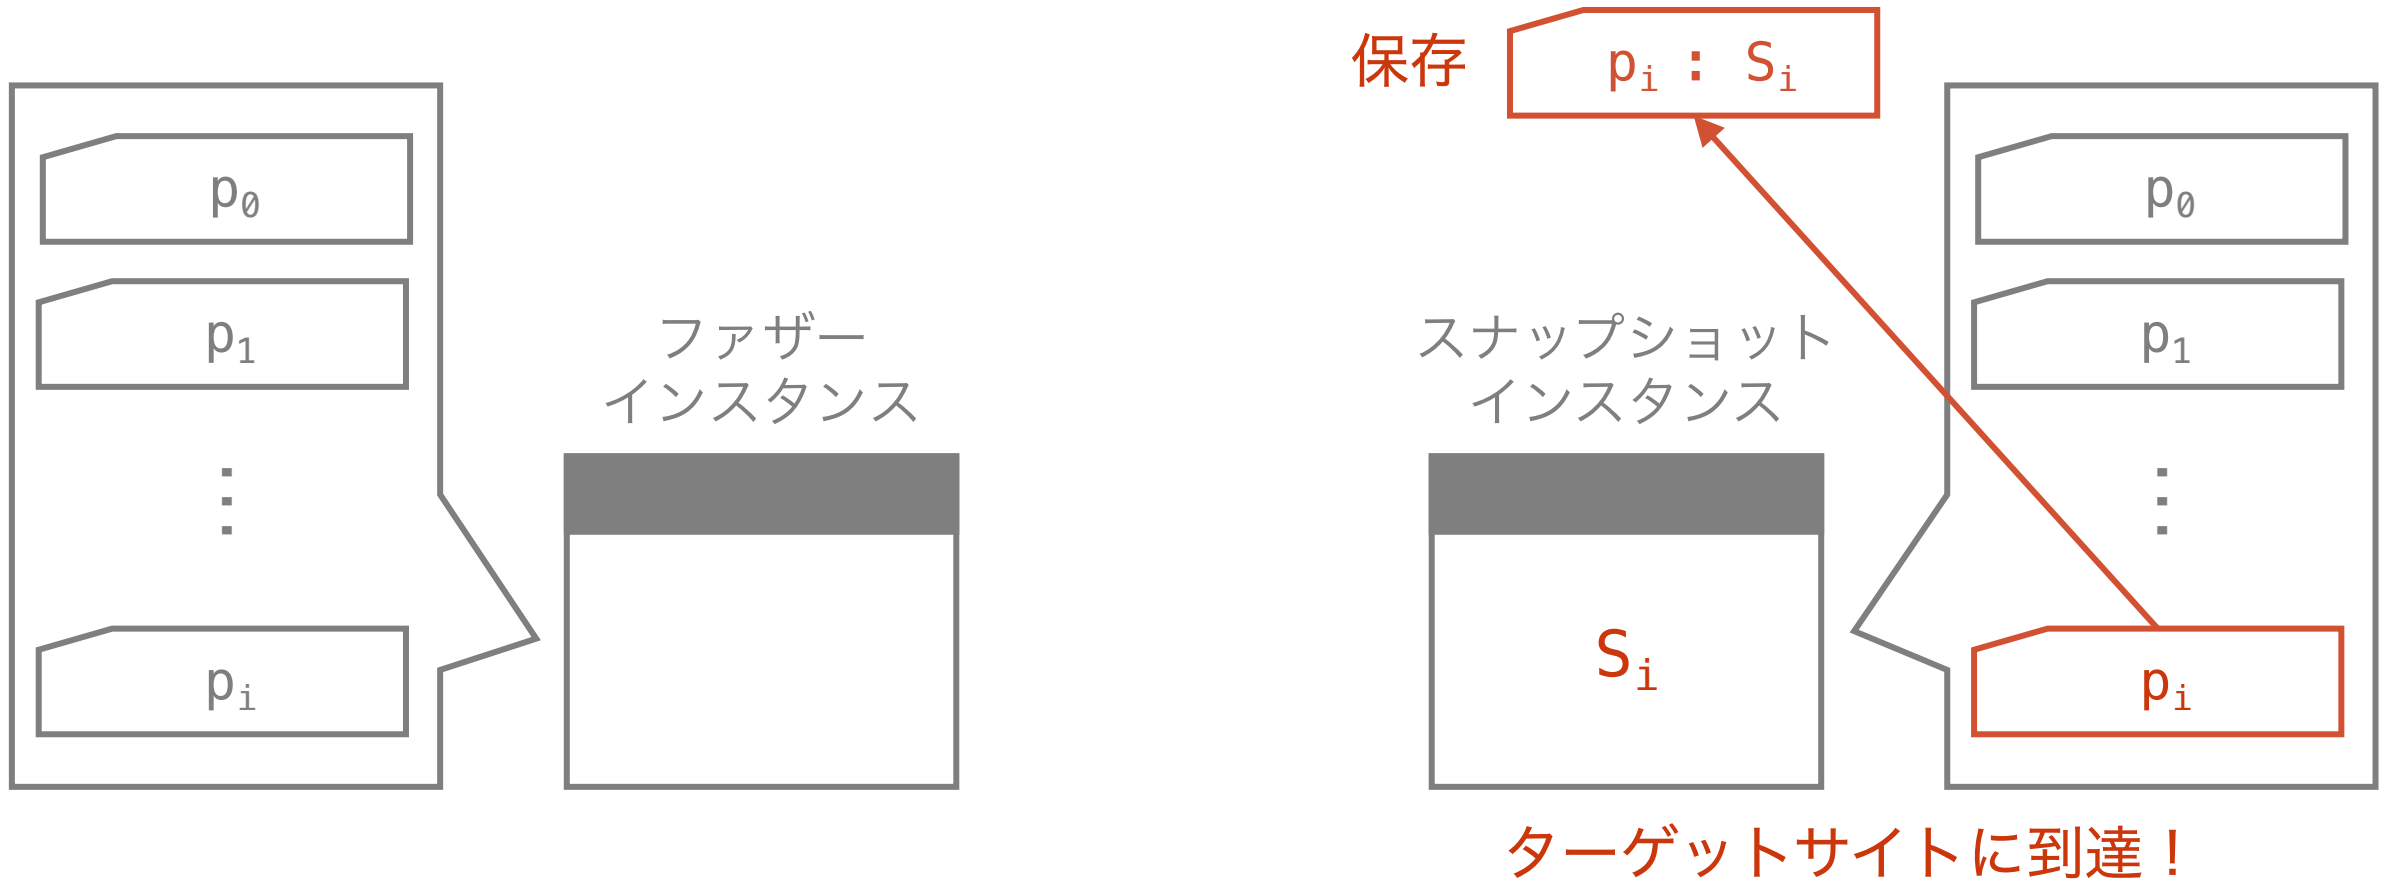 保存
pi : Si
p0
p1
⋮
pi
ファザー
インスタンス
スナップショット
インスタンス
Si
p0
p1
⋮
pi
ターゲットサイトに到達！